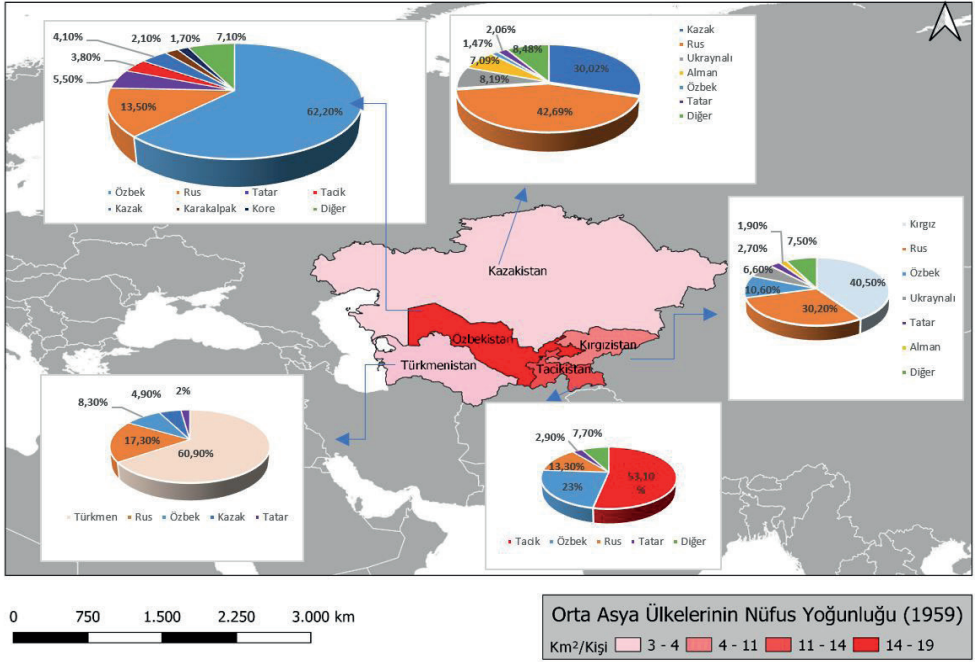 4,10%
2,10%
1,70%
7,10%
3,80%
5,50%
13,50%
62,20%
Özbek Rus Tatar Tacik
Kazak Karakalpak Kore Diğer
2,06%
1,47%
8,48%
7,09%
30,02%
8,19%
42,69%
Kazak
Rus
Ukraynalı
Alman
Özbek
Tatar
Diğer
Kazakistan
Özbekistan
Kırgızistan
Türkmenistan
Tacikistan
1,90%
7,50%
2,70%
6,60%
40,50%
10,60%
30,20%
Kırgız
Rus
Özbek
Ukraynalı
Tatar
Alman
Diğer
4,90%
2%
8,30%
17,30%
60,90%
Türkmen Rus Özbek Kazak Tatar
7,70%
2,90%
13,30%
53,10
%
23%
Tacik Özbek Rus Tatar Diğer
0 750 1.500 2.250 3.000 km
Orta Asya Ülkelerinin Nüfus Yoğunluğu (1959)
Km²/Kişi 3 - 4 4 - 11 11 - 14 14 - 19